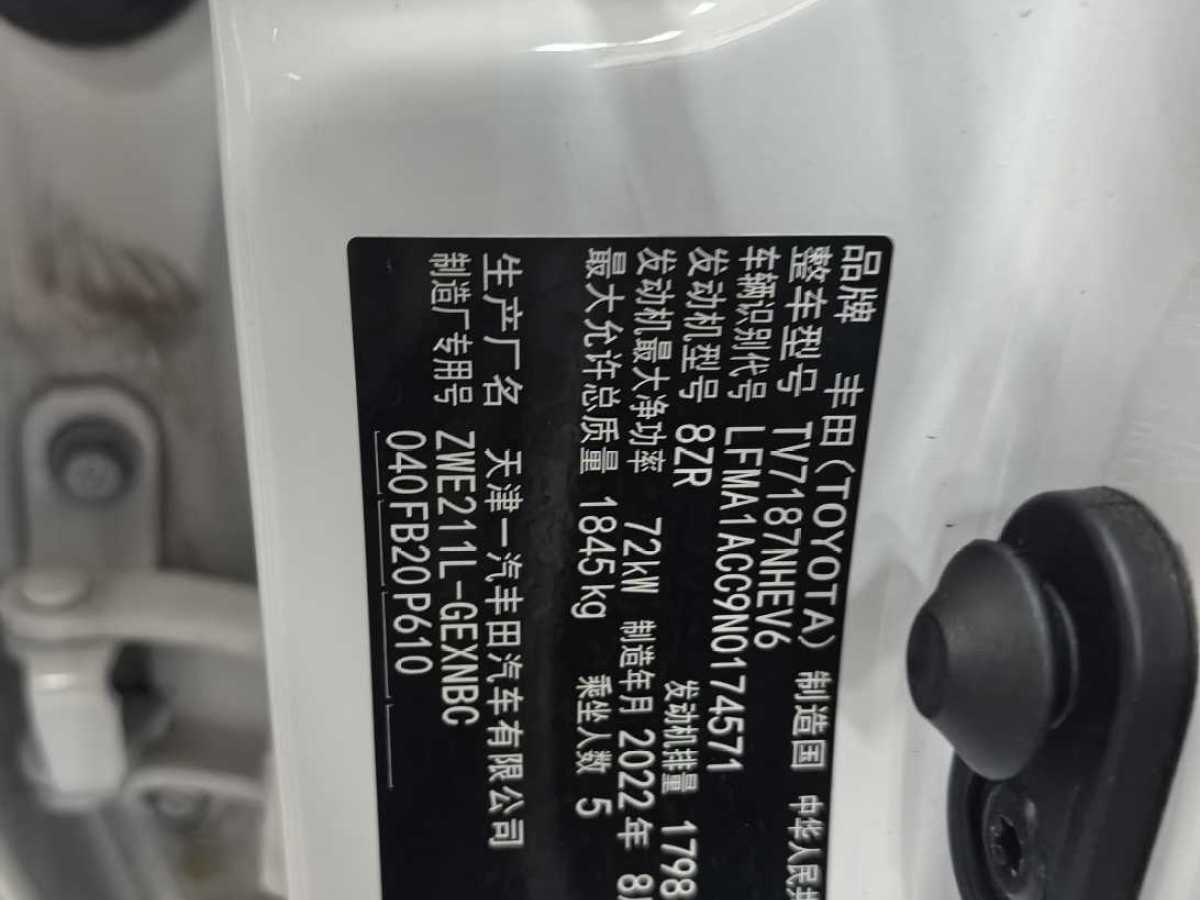 品牌 丰田(TOYOTA) 制造国 中华人民共
整车型号 TV7187NHEV6
车辆识别代号 LFMA1ACC9N0174571
发动机型号 8ZR 发动机排量 1798
发动机最大净功率 72kW 制造年月 2022年 8
最大允许总质量 1845kg 乘坐人数 5
生产厂名 天津一汽丰田汽车有限公司
制造厂专用号 ZWE211L-GEXNBC
040FB20P610